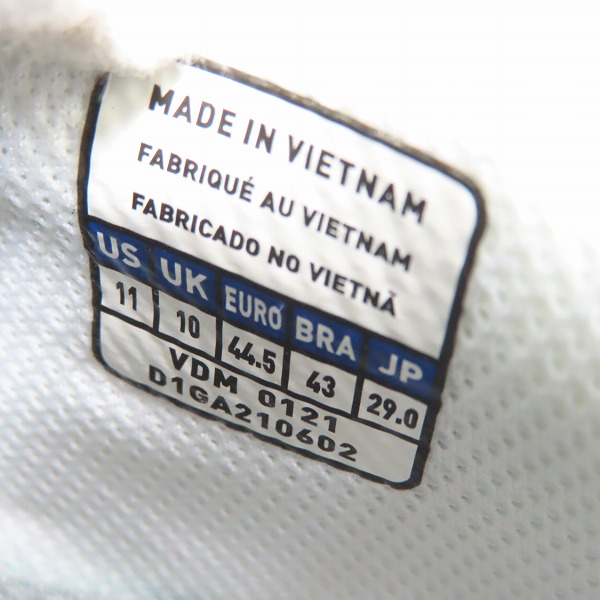 MADE IN VIETNAM
FABRIQUÉ AU VIETNAM
FABRICADO NO VIETNÃ
US UK EURO BRA JP
11 10 44.5 43 29.0
VDM 0121
D1GA210602